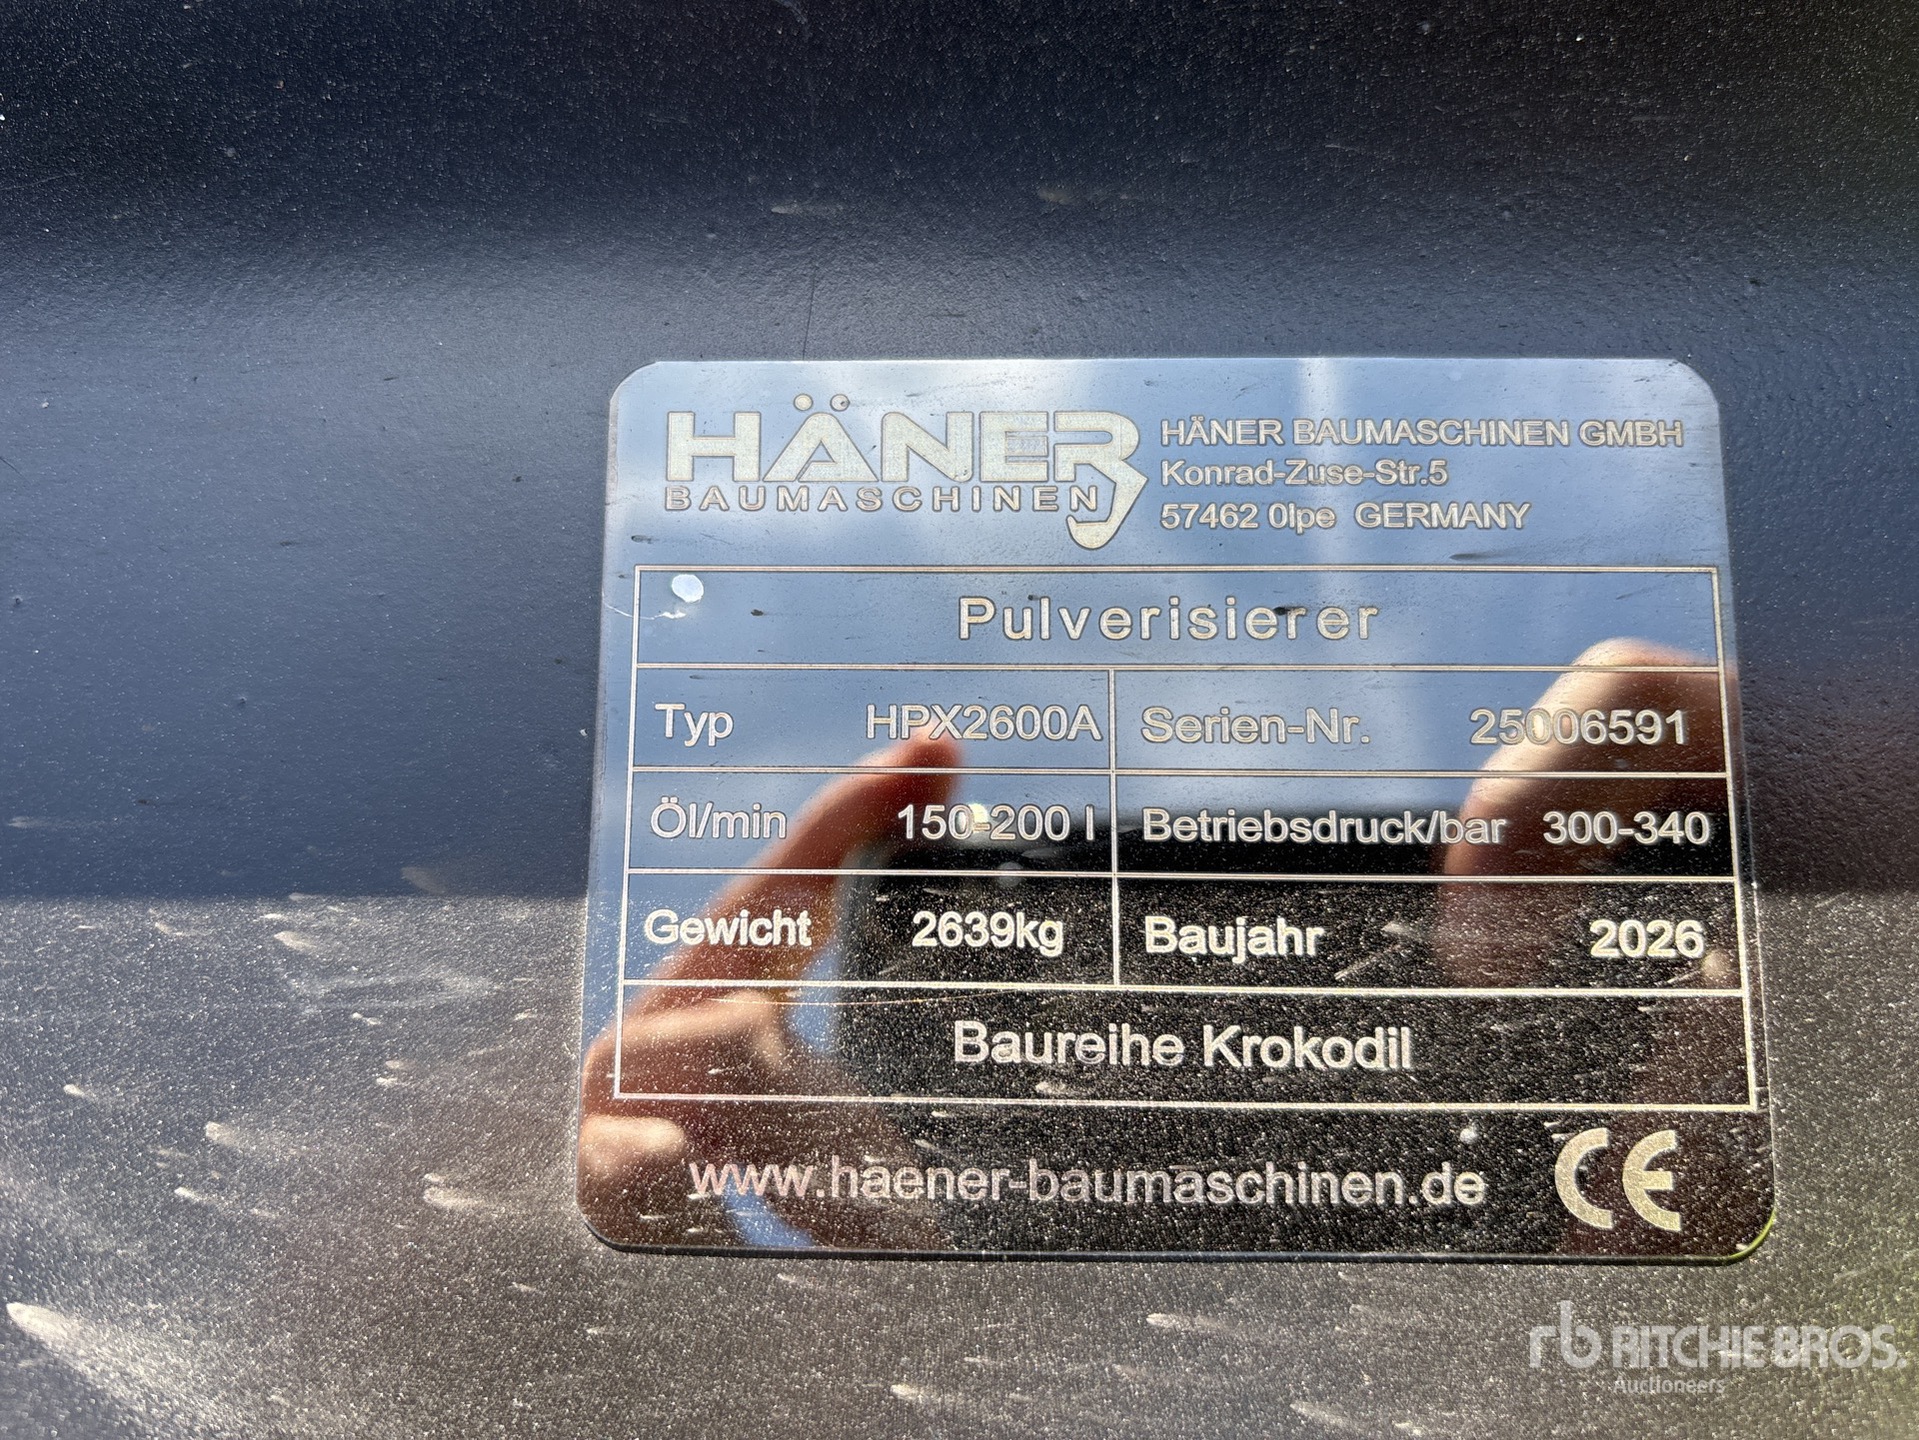 HÄNER
BAUMASCHINEN
HÄNER BAUMASCHINEN GMBH
Konrad-Zuse-Str.5
57462 Olpe GERMANY
Pulverisierer
Typ HPX2600A Serien-Nr. 25006591
Öl/min 150-200 l Betriebsdruck/bar 300-340
Gewicht 2639kg Baujahr 2026
Baureihe Krokodil
www.haener-baumaschinen.de CE
rb RITCHIE BROS.
Auctioneers